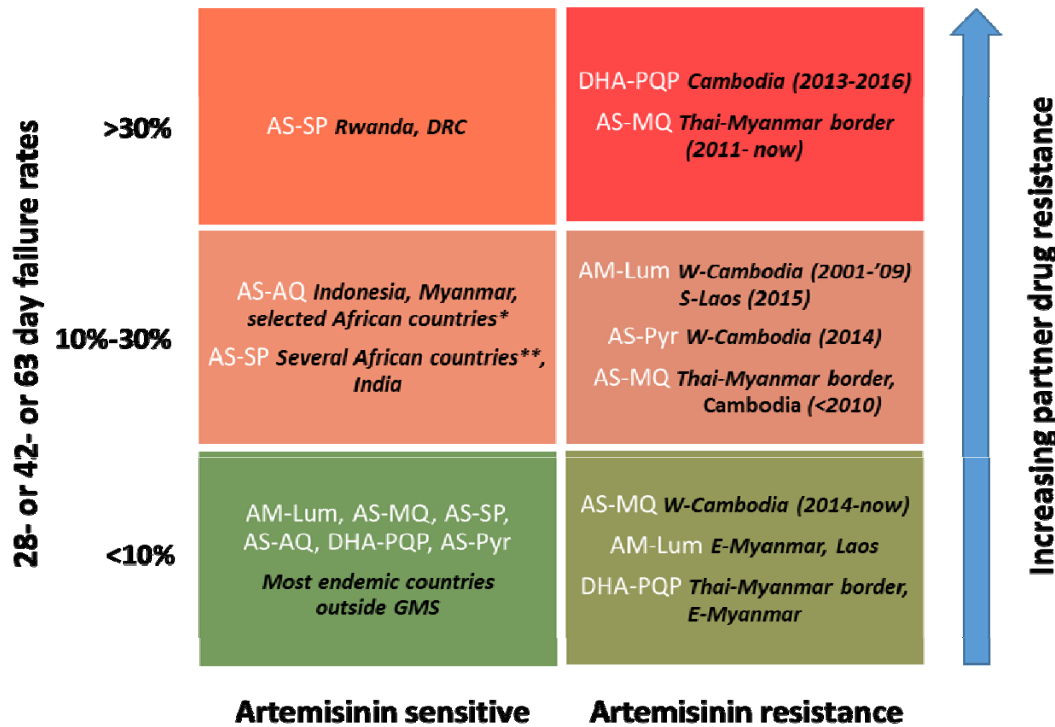 28- or 42- or 63 day failure rates
>30%
AS-SP Rwanda, DRC
DHA-PQP Cambodia (2013-2016)
AS-MQ Thai-Myanmar border
(2011- now)
10%-30%
AS-AQ Indonesia, Myanmar,
selected African countries*
AS-SP Several African countries**,
India
AM-Lum W-Cambodia (2001-’09)
S-Laos (2015)
AS-Pyr W-Cambodia (2014)
AS-MQ Thai-Myanmar border,
Cambodia (<2010)
<10%
AM-Lum, AS-MQ, AS-SP,
AS-AQ, DHA-PQP, AS-Pyr
Most endemic countries
outside GMS
AS-MQ W-Cambodia (2014-now)
AM-Lum E-Myanmar, Laos
DHA-PQP Thai-Myanmar border,
E-Myanmar
Increasing partner drug resistance
Artemisinin sensitive
Artemisinin resistance